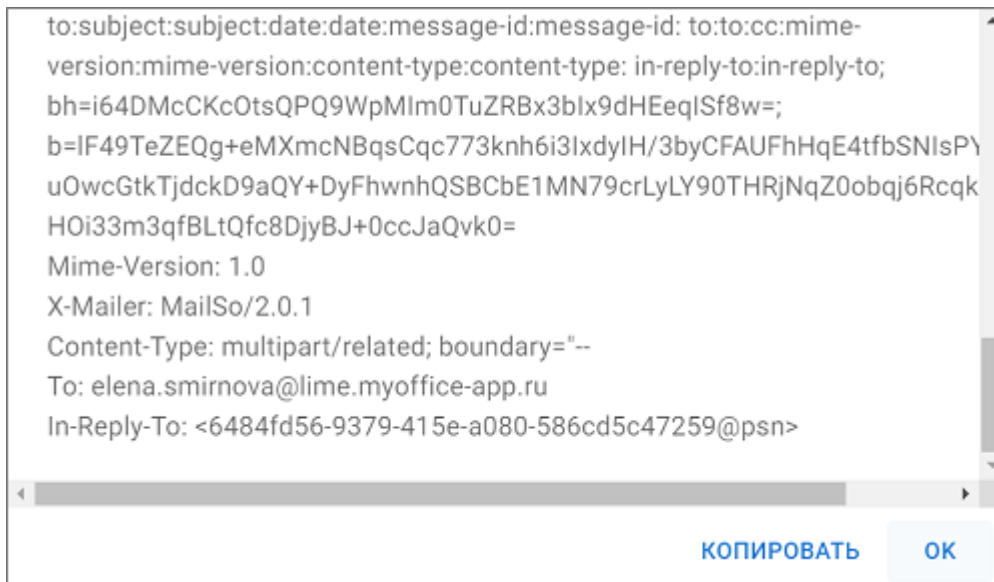 to:subject:subject:date:date:message-id:message-id: to:to:cc:mime-
version:mime-version:content-type:content-type: in-reply-to:in-reply-to;
bh=i64DMcCKcOtsQPQ9WpMIm0TuZRBx3bIx9dHEeqISf8w=;
b=lF49TeZEQg+eMXmcNBqsCqc773knh6i3IxdyIH/3byCFAUFhHqE4tfbSNIsPY
uOwcGtkTjdckD9aQY+DyFhwnhQSBCbE1MN79crLyLY90THRjNqZ0obqj6Rcqk
HOi33m3qfBLtQfc8DjyBJ+0ccJaQvk0=
Mime-Version: 1.0
X-Mailer: MailSo/2.0.1
Content-Type: multipart/related; boundary="--
To: elena.smirnova@lime.myoffice-app.ru
In-Reply-To: <6484fd56-9379-415e-a080-586cd5c47259@psn>
КОПИРОВАТЬ OK